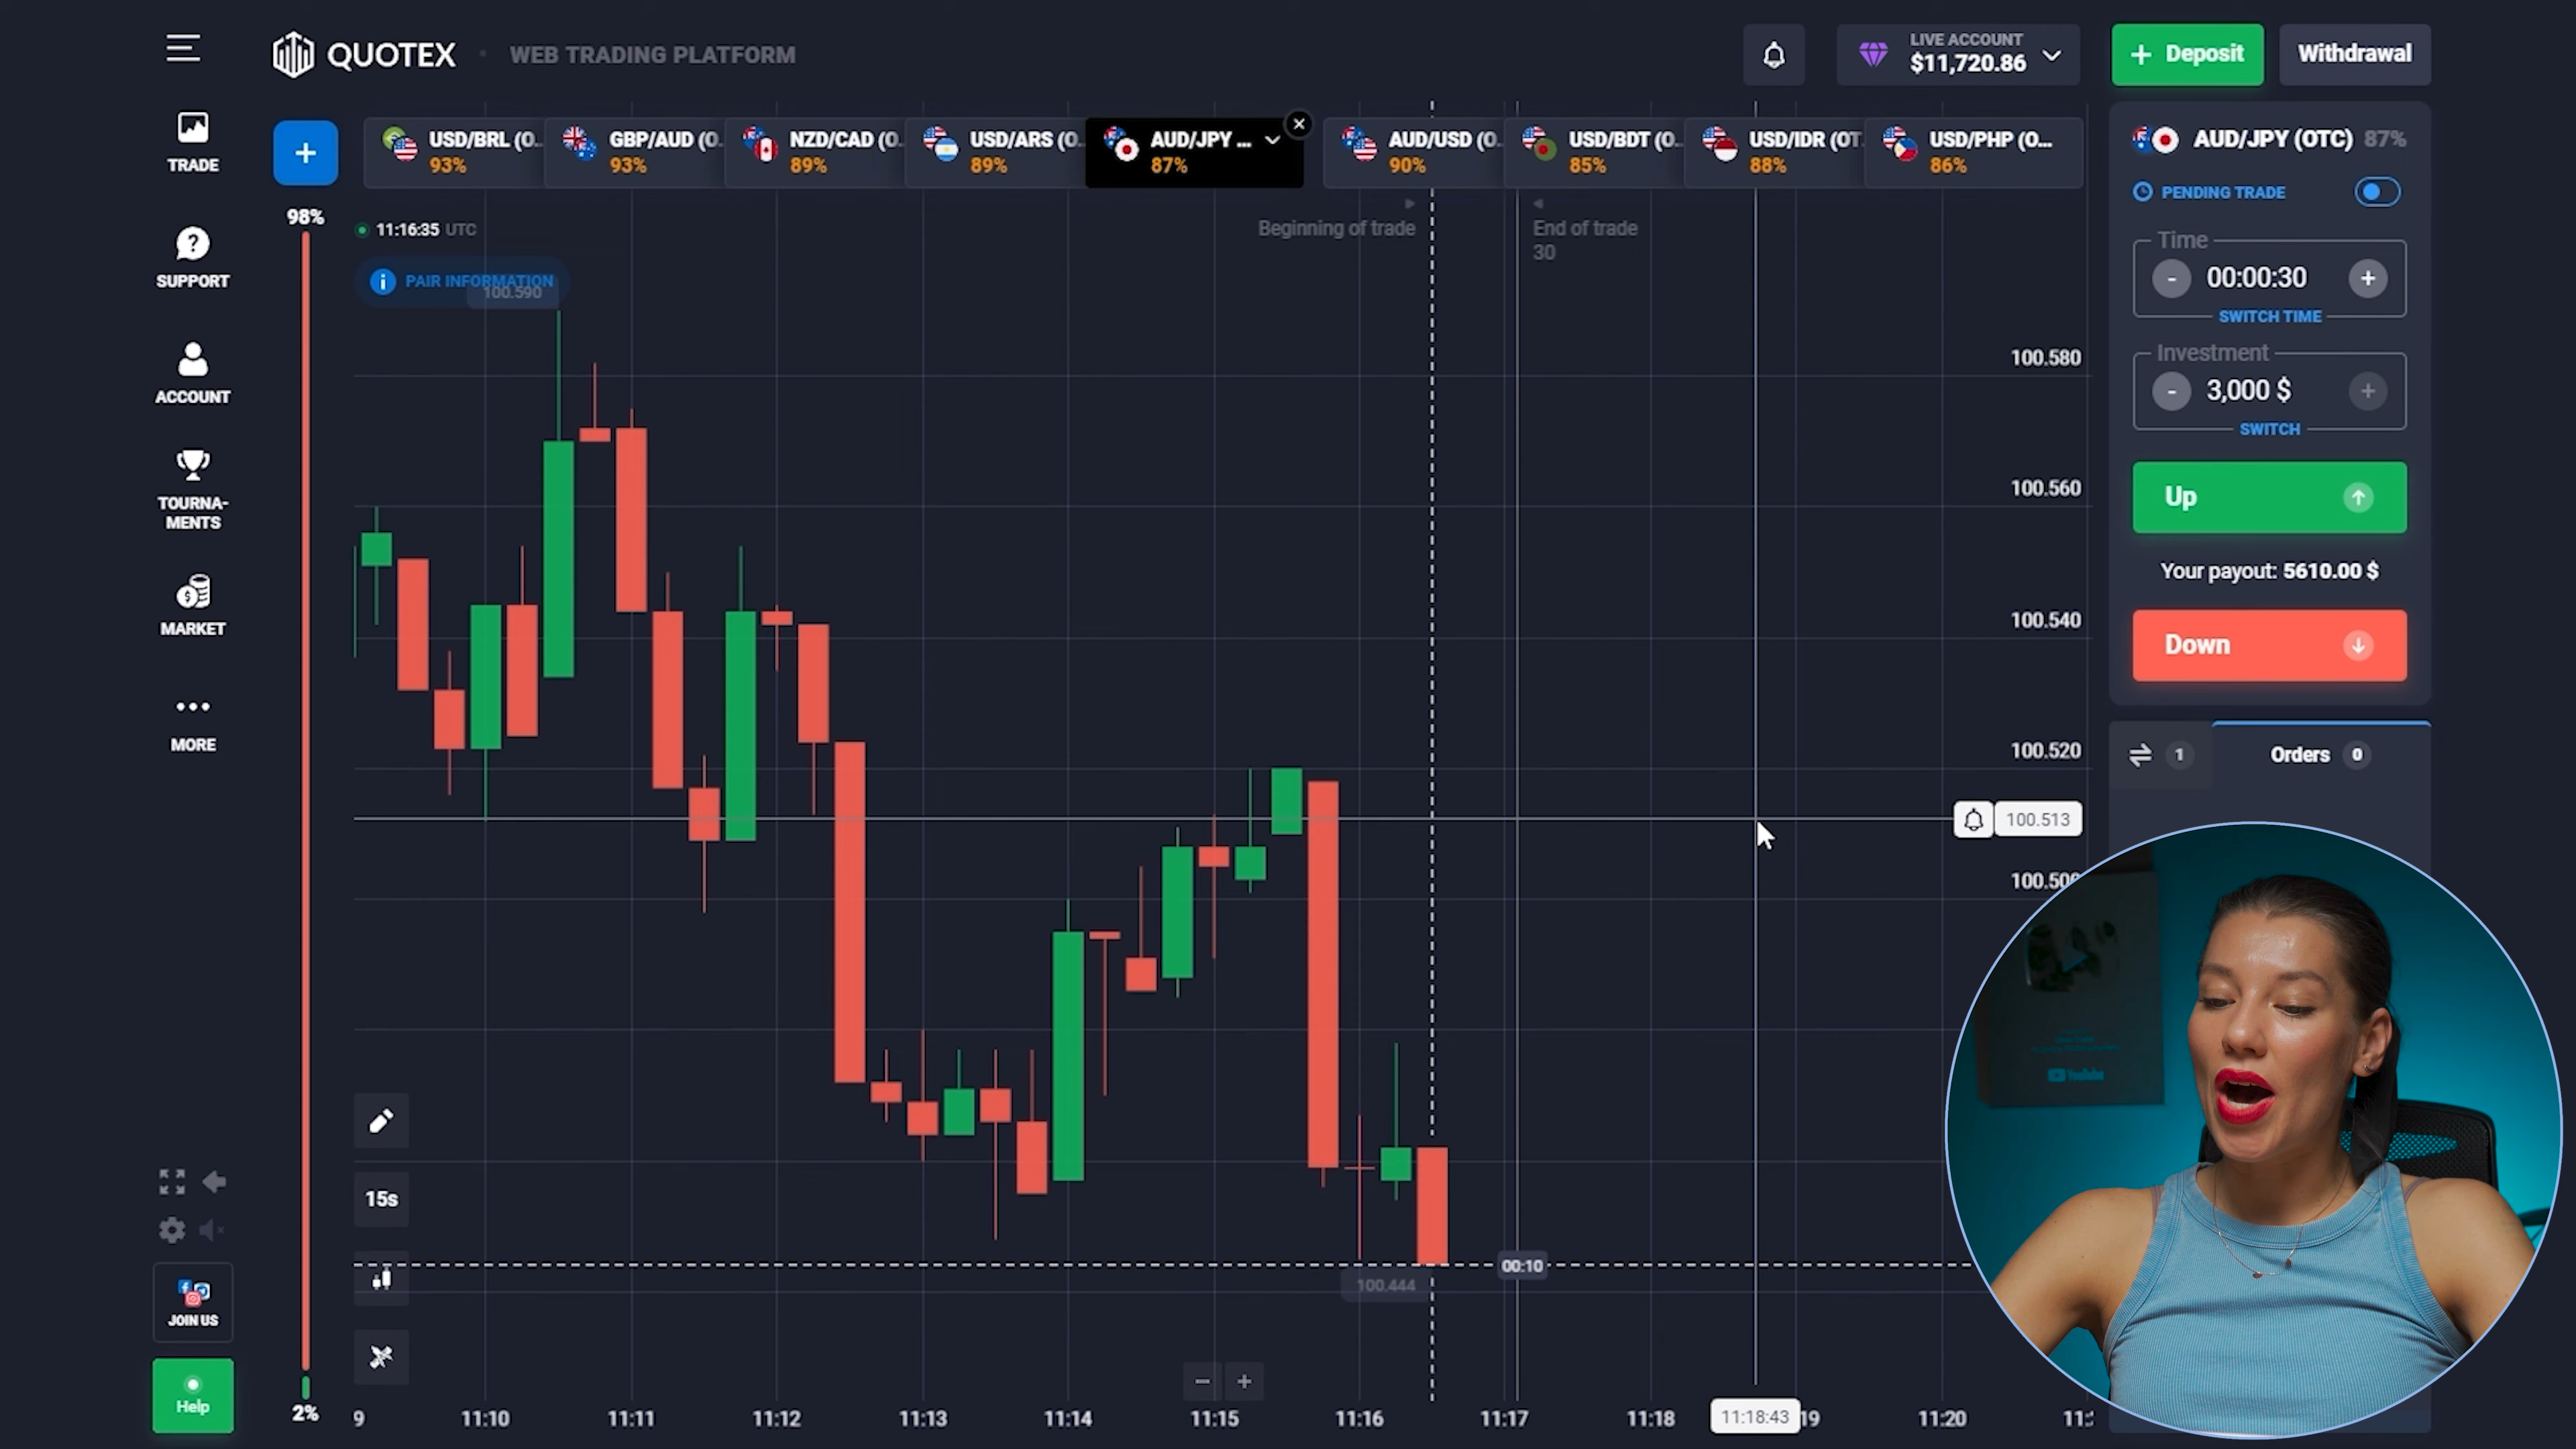 QUOTEX
WEB TRADING PLATFORM
LIVE ACCOUNT
$11,720.86
+ Deposit
Withdrawal
TRADE
SUPPORT
ACCOUNT
TOURNA-
MENTS
MARKET
MORE
JOIN US
Help
USD/BRL (O...
93%
GBP/AUD (O...
93%
NZD/CAD (O...
89%
USD/ARS (O...
89%
AUD/JPY ...
87%
AUD/USD (O...
90%
USD/BDT (O...
85%
USD/IDR (OT...
88%
USD/PHP (O...
86%
98%
2%
11:16:35 UTC
PAIR INFORMATION
100.590
Beginning of trade
End of trade
30
100.580
100.560
100.540
100.520
100.513
100.500
100.444
00:10
15s
9
11:10
11:11
11:12
11:13
11:14
11:15
11:16
11:17
11:18
11:18:43
19
11:20
AUD/JPY (OTC) 87%
PENDING TRADE
Time
- 00:00:30 +
SWITCH TIME
Investment
- 3,000 $ +
SWITCH
Up
Your payout: 5610.00 $
Down
1
Orders 0
YouTube